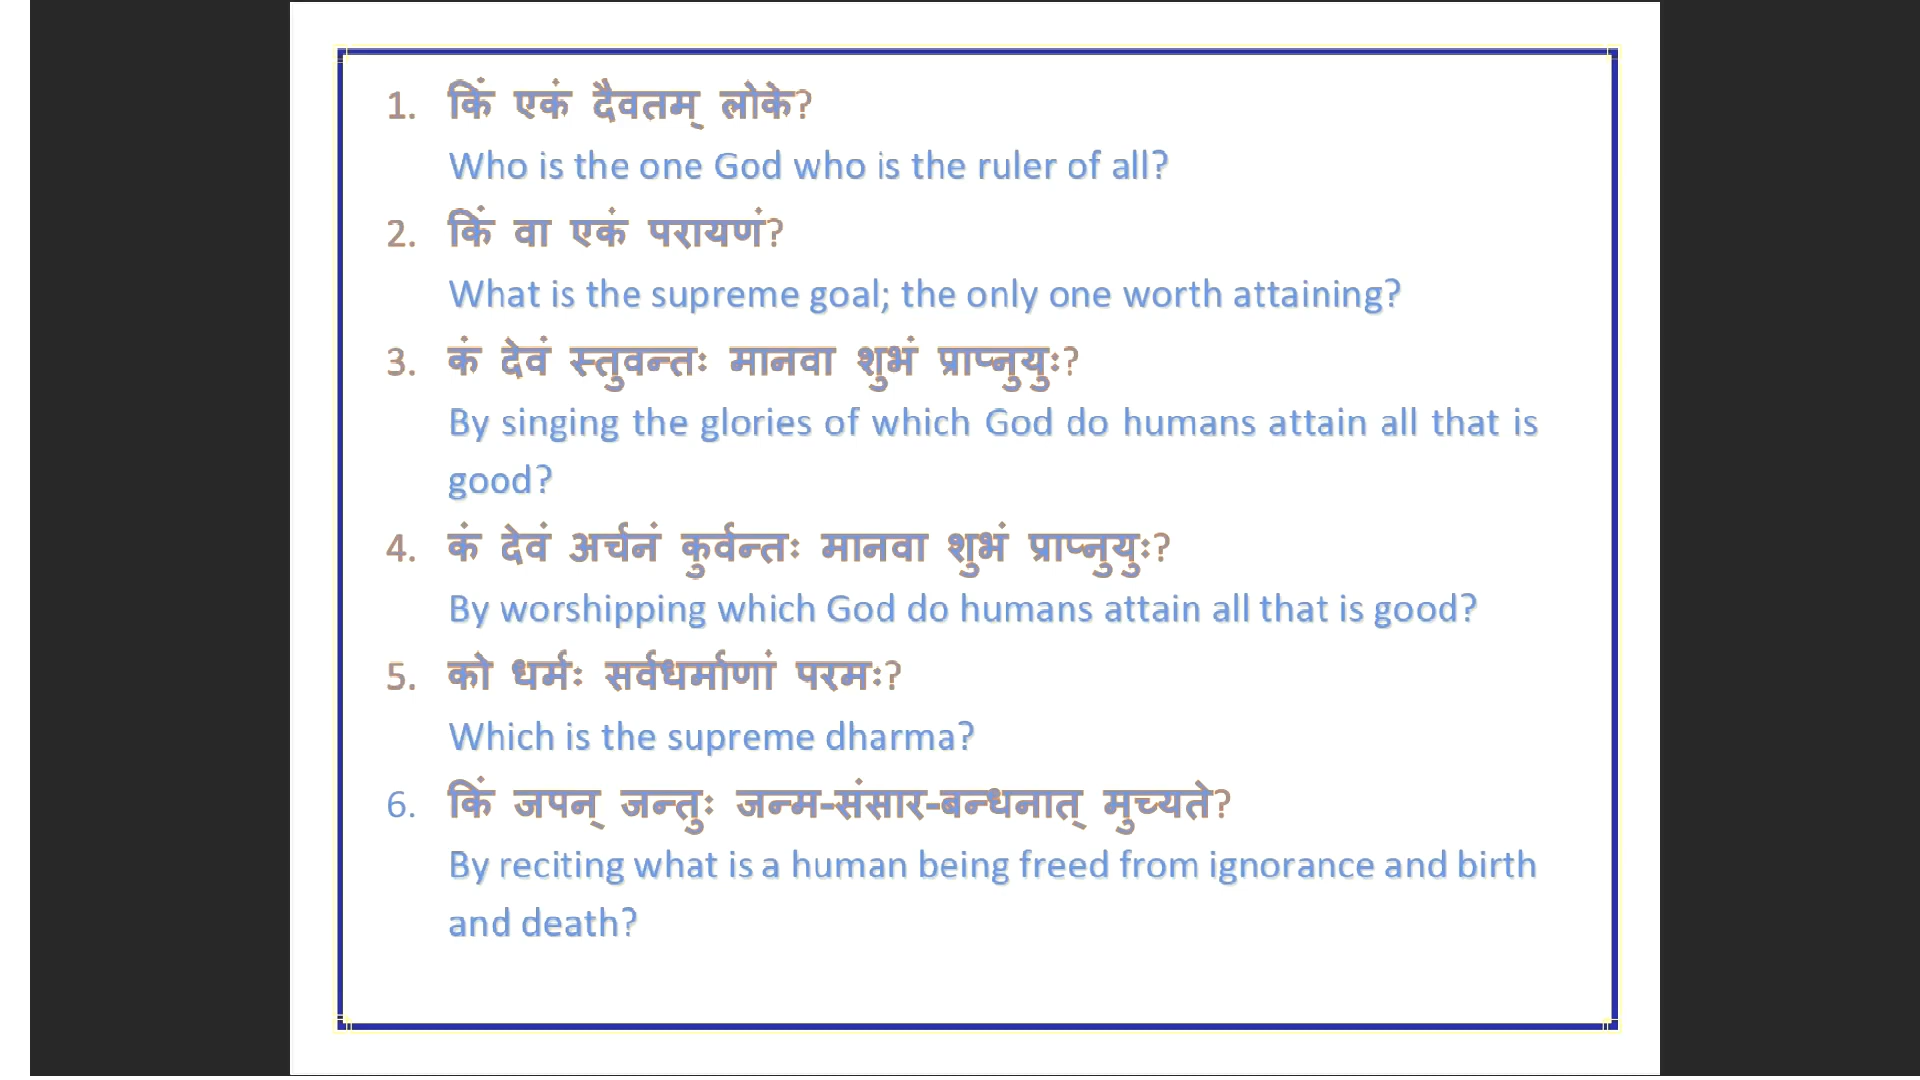 1. किं एकं दैवतम् लोके?
Who is the one God who is the ruler of all?
2. किं वा एकं परायणं?
What is the supreme goal; the only one worth attaining?
3. कं देवं स्तुवन्तः मानवा शुभं प्राप्नुयुः?
By singing the glories of which God do humans attain all that is
good?
4. कं देवं अर्चनं कुर्वन्तः मानवा शुभं प्राप्नुयुः?
By worshipping which God do humans attain all that is good?
5. को धर्मः सर्वधर्माणां परमः?
Which is the supreme dharma?
6. किं जपन् जन्तुः जन्म-संसार-बन्धनात् मुच्यते?
By reciting what is a human being freed from ignorance and birth
and death?